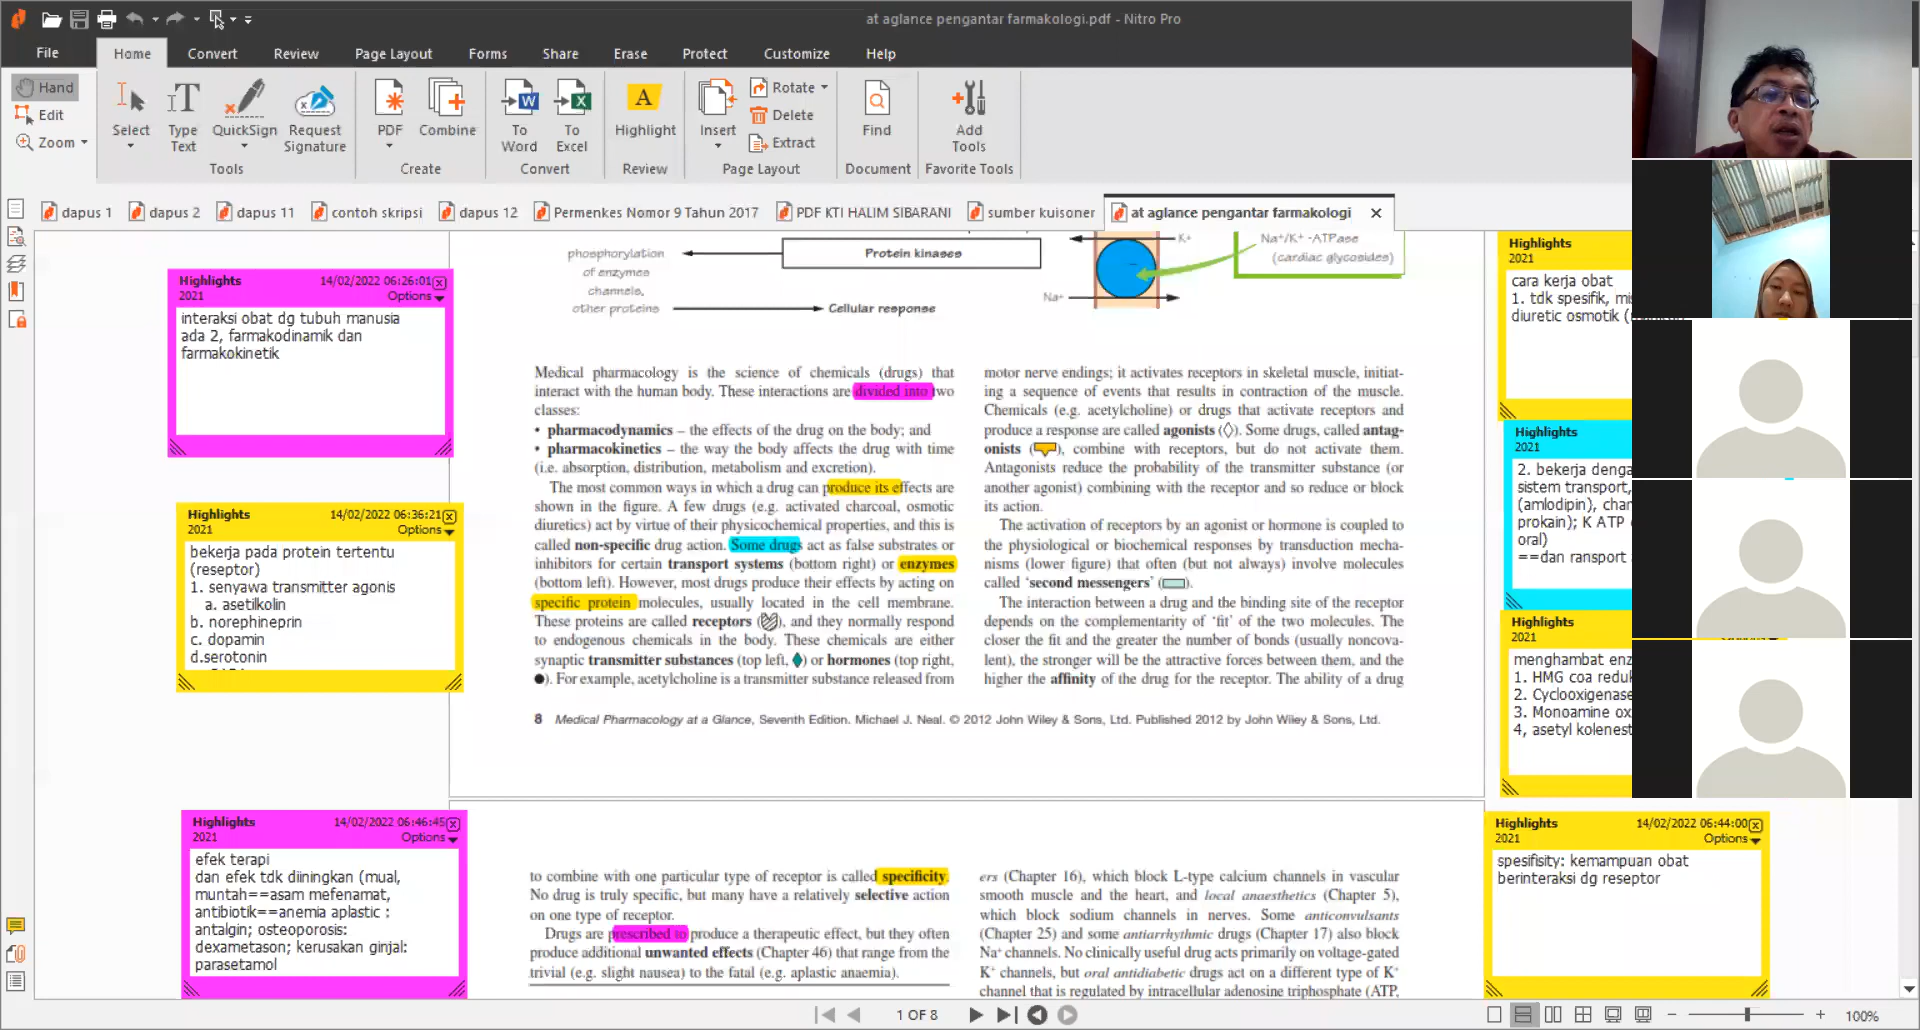 at aglance pengantar farmakologi.pdf - Nitro Pro
File
Home
Convert
Review
Page Layout
Forms
Share
Erase
Protect
Customize
Help
Hand
Edit
Zoom
Select
Type
Text
QuickSign
Request
Signature
Tools
PDF
Combine
Create
To
Word
To
Excel
Convert
A
Highlight
Review
Insert
Rotate
Delete
Extract
Page Layout
Find
Document
Add
Tools
Favorite Tools
dapus 1
dapus 2
dapus 11
contoh skripsi
dapus 12
Permenkes Nomor 9 Tahun 2017
PDF KTI HALIM SIBARANI
sumber kuisoner
at aglance pengantar farmakologi
phosphorylation
of enzymes
channels,
other proteins
Protein kinases
Cellular response
K+
Na+
Na+/K+ -ATPase
(cardiac glycosides)
Highlights 14/02/2022 06:26:01
2021 Options
interaksi obat dg tubuh manusia
ada 2, farmakodinamik dan
farmakokinetik
Highlights 14/02/2022 06:36:21
2021 Options
bekerja pada protein tertentu
(reseptor)
1. senyawa transmitter agonis
a. asetilkolin
b. norephineprin
c. dopamin
d.serotonin
Highlights 14/02/2022 06:46:45
2021 Options
efek terapi
dan efek tdk diiningkan (mual,
muntah==asam mefenamat,
antibiotik==anemia aplastic :
antalgin; osteoporosis:
dexametason; kerusakan ginjal:
parasetamol
Medical pharmacology is the science of chemicals (drugs) that
interact with the human body. These interactions are divided into two
classes:
• pharmacodynamics – the effects of the drug on the body; and
• pharmacokinetics – the way the body affects the drug with time
(i.e. absorption, distribution, metabolism and excretion).
The most common ways in which a drug can produce its effects are
shown in the figure. A few drugs (e.g. activated charcoal, osmotic
diuretics) act by virtue of their physicochemical properties, and this is
called non-specific drug action. Some drugs act as false substrates or
inhibitors for certain transport systems (bottom right) or enzymes
(bottom left). However, most drugs produce their effects by acting on
specific protein molecules, usually located in the cell membrane.
These proteins are called receptors ( ), and they normally respond
to endogenous chemicals in the body. These chemicals are either
synaptic transmitter substances (top left, ♦) or hormones (top right,
●). For example, acetylcholine is a transmitter substance released from
motor nerve endings; it activates receptors in skeletal muscle, initiat-
ing a sequence of events that results in contraction of the muscle.
Chemicals (e.g. acetylcholine) or drugs that activate receptors and
produce a response are called agonists (◊). Some drugs, called antag-
onists ( ), combine with receptors, but do not activate them.
Antagonists reduce the probability of the transmitter substance (or
another agonist) combining with the receptor and so reduce or block
its action.
The activation of receptors by an agonist or hormone is coupled to
the physiological or biochemical responses by transduction mecha-
nisms (lower figure) that often (but not always) involve molecules
called ‘second messengers’ ( ).
The interaction between a drug and the binding site of the receptor
depends on the complementarity of ‘fit’ of the two molecules. The
closer the fit and the greater the number of bonds (usually noncova-
lent), the stronger will be the attractive forces between them, and the
higher the affinity of the drug for the receptor. The ability of a drug
8 Medical Pharmacology at a Glance, Seventh Edition. Michael J. Neal. © 2012 John Wiley & Sons, Ltd. Published 2012 by John Wiley & Sons, Ltd.
to combine with one particular type of receptor is called specificity.
No drug is truly specific, but many have a relatively selective action
on one type of receptor.
Drugs are prescribed to produce a therapeutic effect, but they often
produce additional unwanted effects (Chapter 46) that range from the
trivial (e.g. slight nausea) to the fatal (e.g. aplastic anaemia).
ers (Chapter 16), which block L-type calcium channels in vascular
smooth muscle and the heart, and local anaesthetics (Chapter 5),
which block sodium channels in nerves. Some anticonvulsants
(Chapter 25) and some antiarrhythmic drugs (Chapter 17) also block
Na+ channels. No clinically useful drug acts primarily on voltage-gated
K+ channels, but oral antidiabetic drugs act on a different type of K+
channel that is regulated by intracellular adenosine triphosphate (ATP,
Highlights
2021
cara kerja obat
1. tdk spesifik,
diuretic osmotik
Highlights
2021
2. bekerja
sistem transport,
(amlodipin),
prokain); K ATP
oral)
==dan ransport
Highlights
2021
menghambat
1. HMG coa
2. Cyclooxigenase
3. Monoamine
4, asetyl
Highlights 14/02/2022 06:44:00
2021 Options
spesifisity: kemampuan obat
berinteraksi dg reseptor
1 OF 8
100%